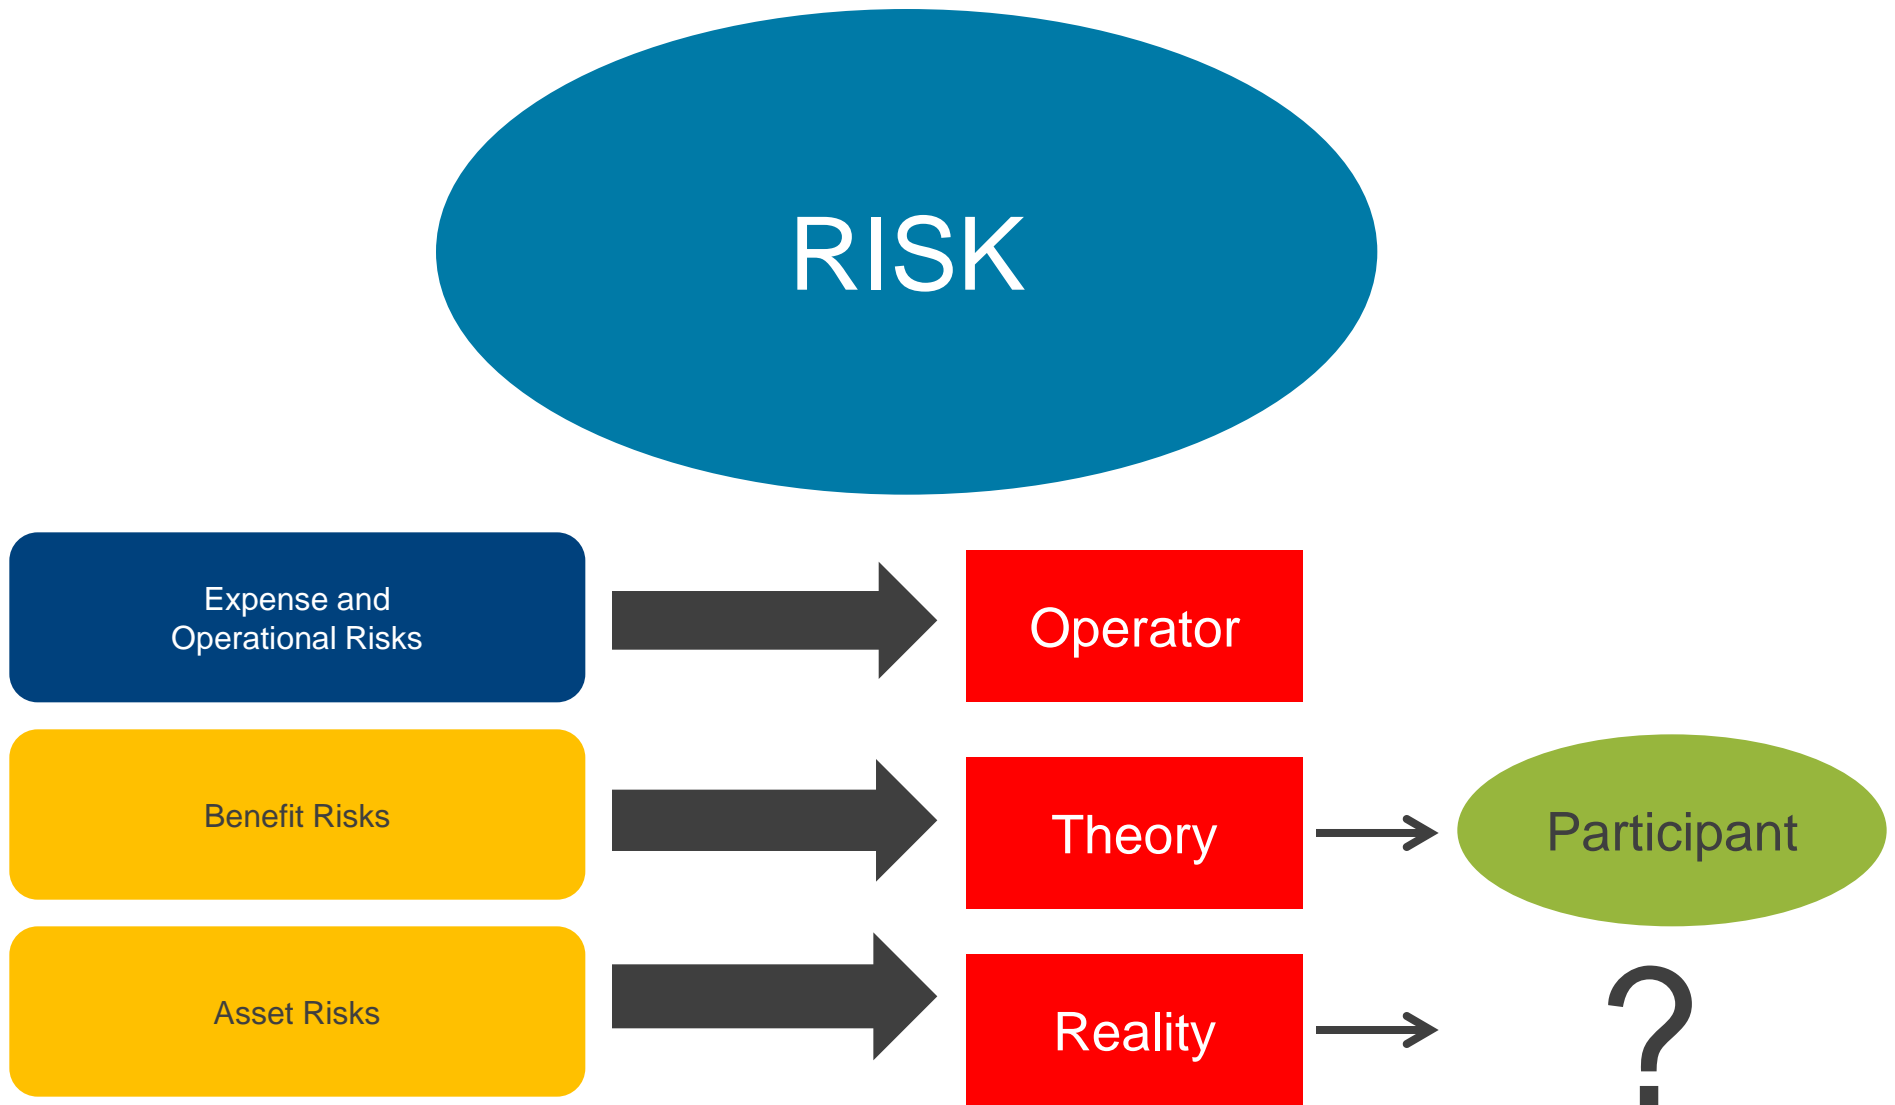 RISK
Expense and
Operational Risks
Operator
Benefit Risks
Theory
Participant
Asset Risks
Reality
?